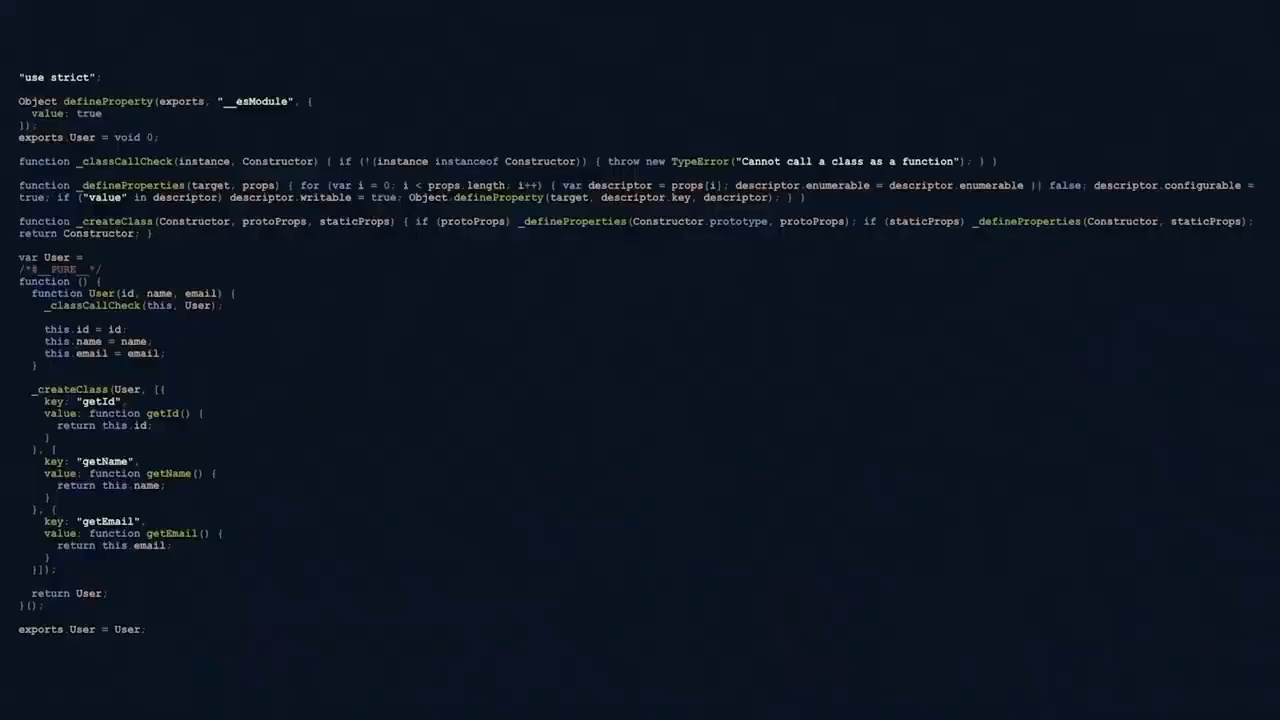 "use strict";
Object defineProperty(exports, "__esModule", {
value: true
});
exports.User = void 0;
function _classCallCheck(instance, Constructor) { if (!(instance instanceof Constructor)) { throw new TypeError("Cannot call a class as a function"); } }
function _defineProperties(target, props) { for (var i = 0; i < props.length; i++) { var descriptor = props[i]; descriptor.enumerable = descriptor.enumerable || false; descriptor.configurable =
true; if ("value" in descriptor) descriptor.writable = true; Object.defineProperty(target, descriptor.key, descriptor); } }
function _createClass(Constructor, protoProps, staticProps) { if (protoProps) _defineProperties(Constructor.prototype, protoProps); if (staticProps) _defineProperties(Constructor, staticProps);
return Constructor; }
var User =
/*#__PURE__*/
function () {
function User(id, name, email) {
_classCallCheck(this, User);
this.id = id;
this.name = name;
this.email = email;
}
_createClass(User, [{
key: "getId",
value: function getId() {
return this.id;
}
}, {
key: "getName",
value: function getName() {
return this.name;
}
}, {
key: "getEmail",
value: function getEmail() {
return this.email;
}
}]);
return User;
}();
exports.User = User;